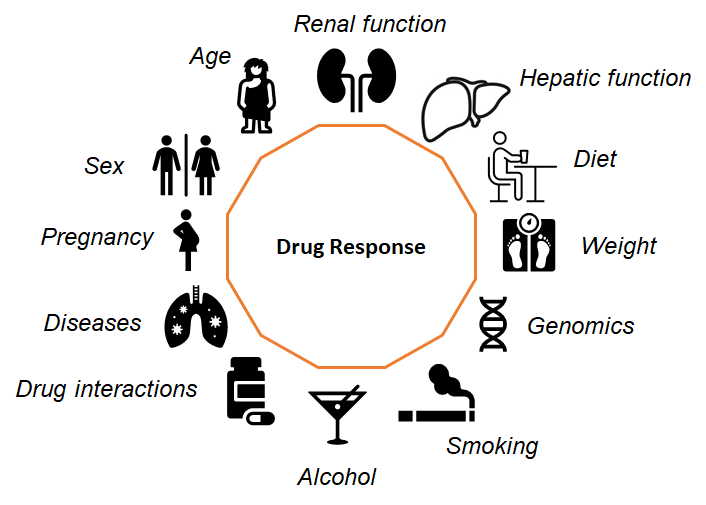 Renal function
Age
Hepatic function
Sex
Diet
Pregnancy
Drug Response
Weight
Diseases
Genomics
Drug interactions
Smoking
Alcohol